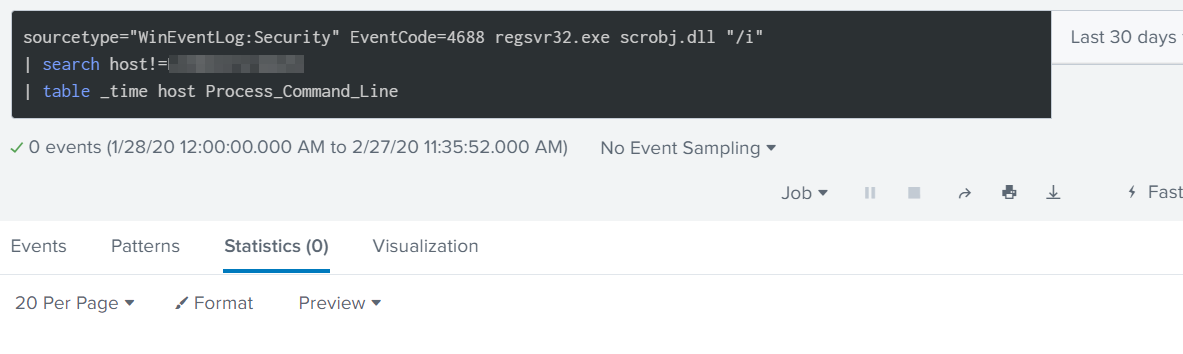 sourcetype="WinEventLog:Security" EventCode=4688 regsvr32.exe scrobj.dll "/i"
Last 30 days
| search host!=
| table _time host Process_Command_Line
0 events (1/28/20 12:00:00.000 AM to 2/27/20 11:35:52.000 AM) No Event Sampling
Job Fast
Events Patterns Statistics (0) Visualization
20 Per Page Format Preview